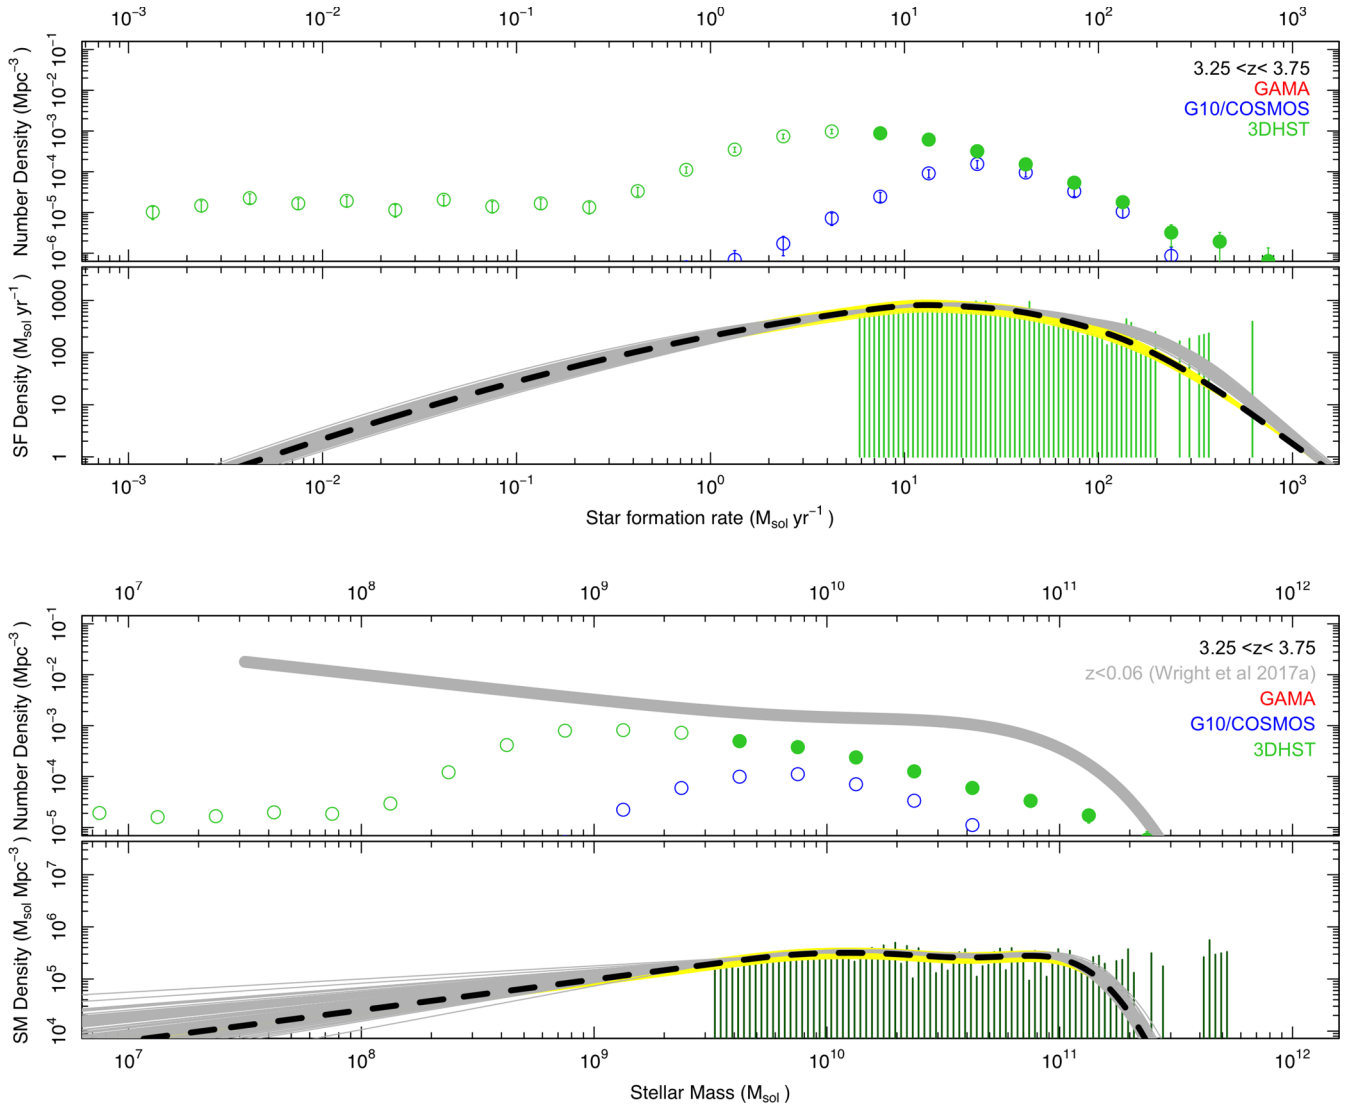 10⁻³ 10⁻² 10⁻¹ 10⁰ 10¹ 10² 10³
Number Density (Mpc⁻³)
10⁻¹
10⁻²
10⁻³
10⁻⁴
10⁻⁵
10⁻⁶
3.25 <z< 3.75
GAMA
G10/COSMOS
3DHST
SF Density (Msol yr⁻¹)
1000
100
10
1
10⁻³ 10⁻² 10⁻¹ 10⁰ 10¹ 10² 10³
Star formation rate (Msol yr⁻¹ )
10⁷ 10⁸ 10⁹ 10¹⁰ 10¹¹ 10¹²
Number Density (Mpc⁻³ )
10⁻¹
10⁻²
10⁻³
10⁻⁴
10⁻⁵
3.25 <z< 3.75
z<0.06 (Wright et al 2017a)
GAMA
G10/COSMOS
3DHST
SM Density (Msol Mpc⁻³ )
10⁷
10⁶
10⁵
10⁴
10⁷ 10⁸ 10⁹ 10¹⁰ 10¹¹ 10¹²
Stellar Mass (Msol )